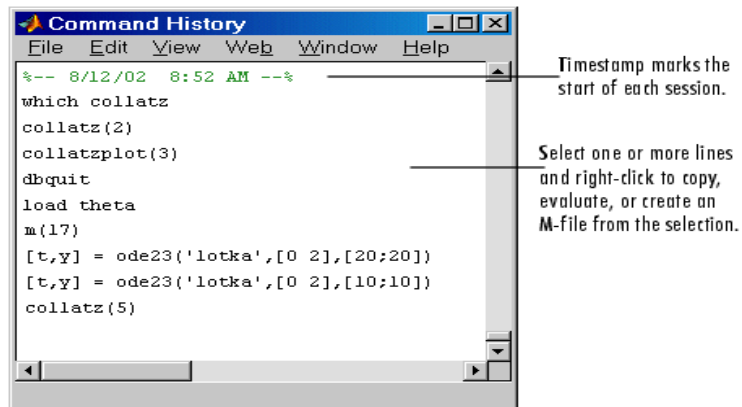 Command History
File Edit View Web Window Help
%-- 8/12/02 8:52 AM --%
which collatz
collatz(2)
collatzplot(3)
dbquit
load theta
m(17)
[t,y] = ode23('lotka',[0 2],[20;20])
[t,y] = ode23('lotka',[0 2],[10;10])
collatz(5)
Timestamp marks the
start of each session.
Select one or more lines
and right-click to copy,
evaluate, or create an
M-file from the selection.